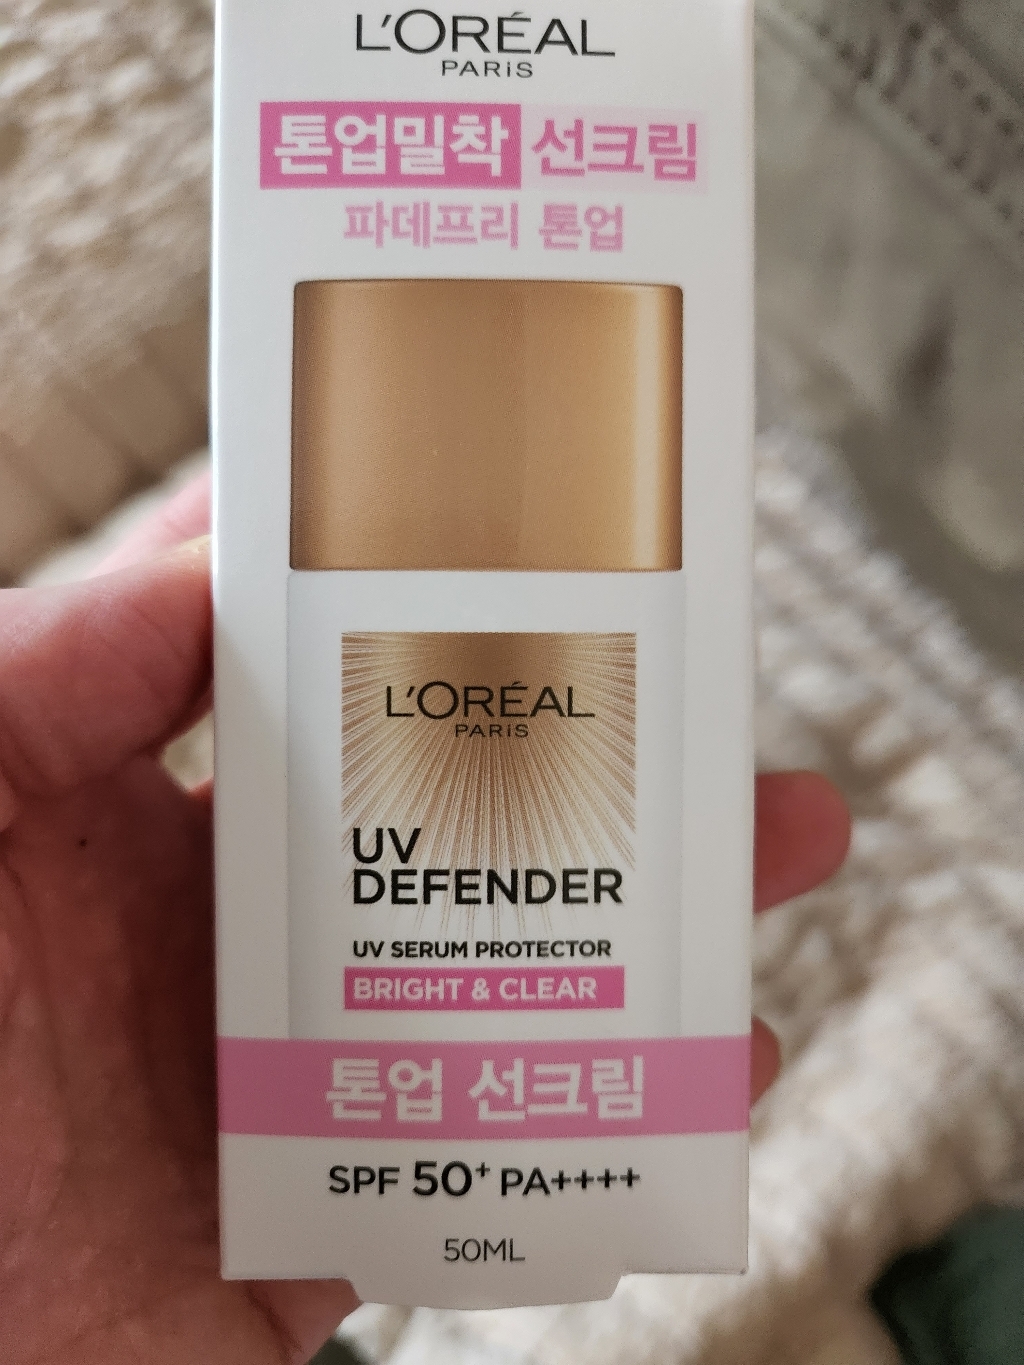 L'ORÉAL
PARiS
톤업밀착 선크림
파데프리 톤업
L'ORÉAL
PARiS
UV
DEFENDER
UV SERUM PROTECTOR
BRIGHT & CLEAR
톤업 선크림
SPF 50+ PA++++
50ML